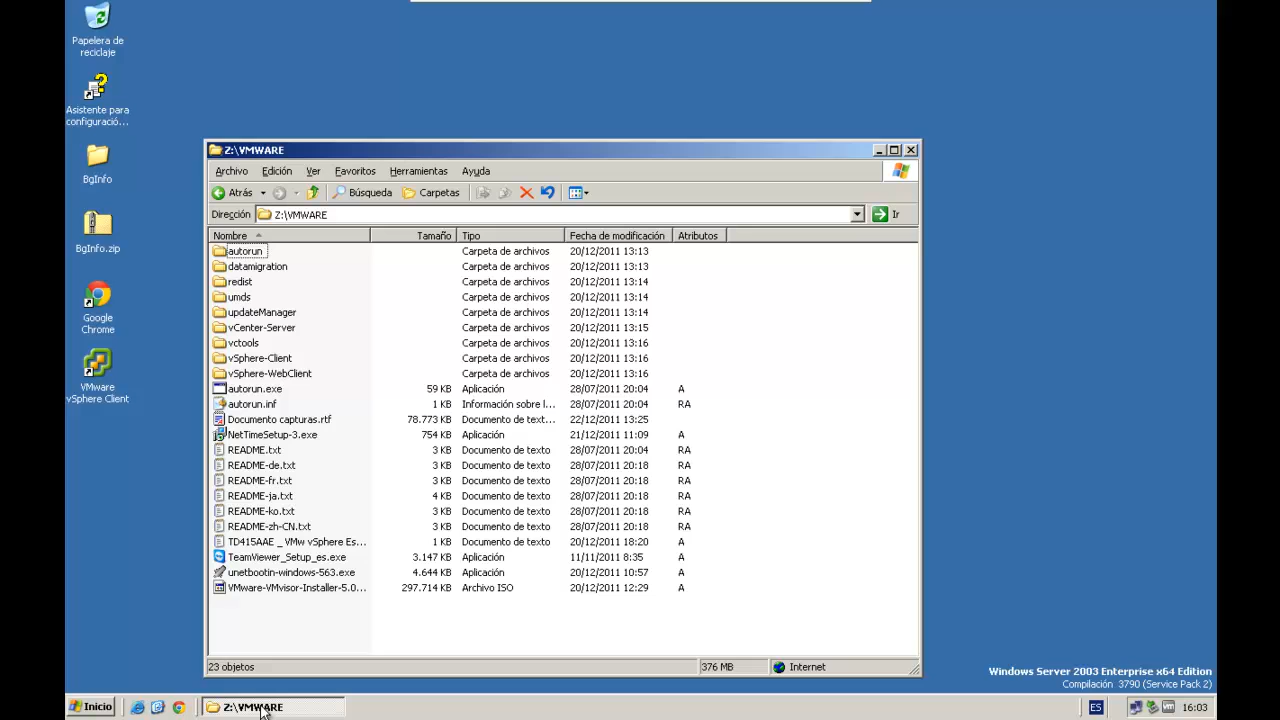 Papelera de
reciclaje
Asistente para
configuració...
BgInfo
BgInfo.zip
Google
Chrome
VMware
vSphere Client
Z:\VMWARE
Archivo Edición Ver Favoritos Herramientas Ayuda
Atrás Búsqueda Carpetas
Dirección Z:\VMWARE Ir
Nombre Tamaño Tipo Fecha de modificación Atributos
autorun Carpeta de archivos 20/12/2011 13:13
datamigration Carpeta de archivos 20/12/2011 13:13
redist Carpeta de archivos 20/12/2011 13:14
umds Carpeta de archivos 20/12/2011 13:14
updateManager Carpeta de archivos 20/12/2011 13:14
vCenter-Server Carpeta de archivos 20/12/2011 13:15
vctools Carpeta de archivos 20/12/2011 13:16
vSphere-Client Carpeta de archivos 20/12/2011 13:16
vSphere-WebClient Carpeta de archivos 20/12/2011 13:16
autorun.exe 59 KB Aplicación 28/07/2011 20:04 A
autorun.inf 1 KB Información sobre l... 28/07/2011 20:04 RA
Documento capturas.rtf 78.773 KB Documento de text... 22/12/2011 13:25
NetTimeSetup-3.exe 754 KB Aplicación 21/12/2011 11:09 A
README.txt 3 KB Documento de texto 28/07/2011 20:04 RA
README-de.txt 3 KB Documento de texto 28/07/2011 20:18 RA
README-fr.txt 3 KB Documento de texto 28/07/2011 20:18 RA
README-ja.txt 4 KB Documento de texto 28/07/2011 20:18 RA
README-ko.txt 3 KB Documento de texto 28/07/2011 20:18 RA
README-zh-CN.txt 3 KB Documento de texto 28/07/2011 20:18 RA
TD415AAE _ VMw vSphere Es... 1 KB Documento de texto 20/12/2011 18:20 A
TeamViewer_Setup_es.exe 3.147 KB Aplicación 11/11/2011 8:35 A
unetbootin-windows-563.exe 4.644 KB Aplicación 20/12/2011 10:57 A
VMware-VMvisor-Installer-5.0... 297.714 KB Archivo ISO 20/12/2011 12:29 A
23 objetos 376 MB Internet
Windows Server 2003 Enterprise x64 Edition
Compilación 3790 (Service Pack 2)
Inicio Z:\VMWARE ES 16:03